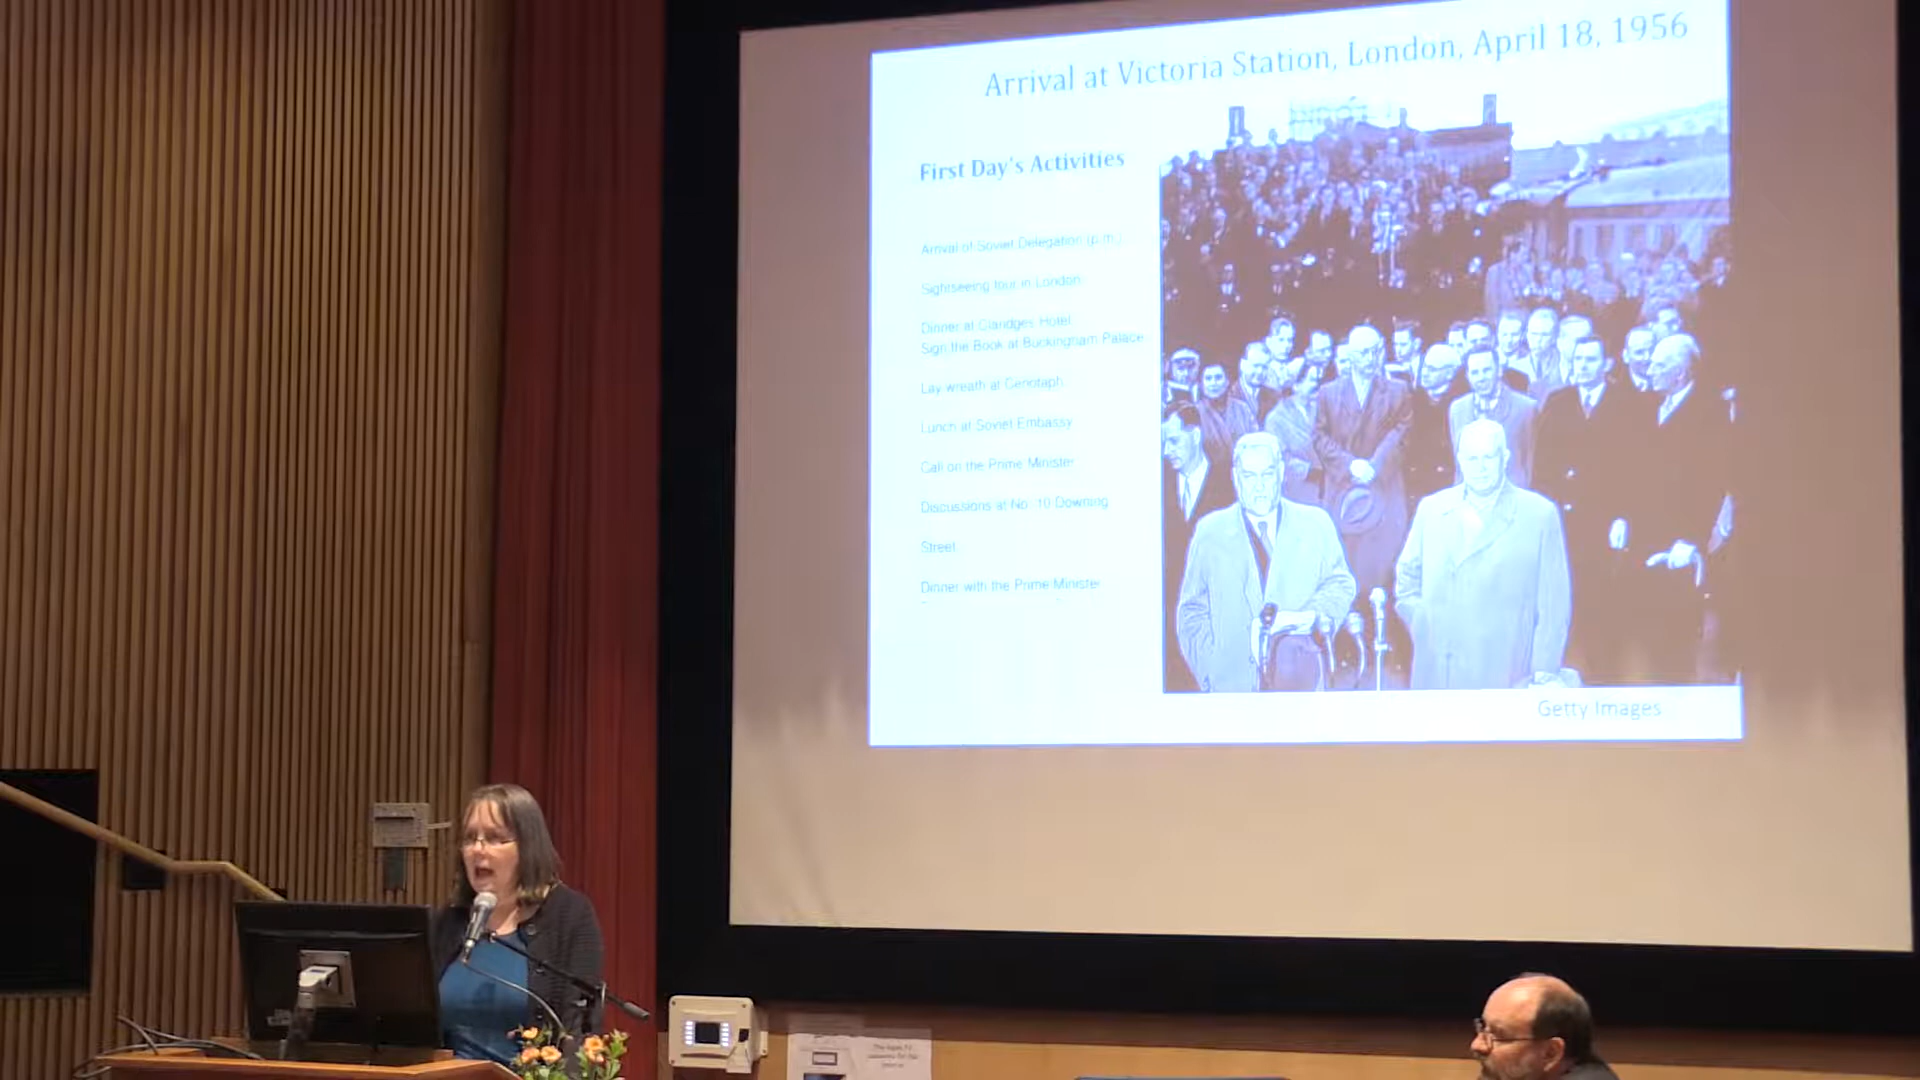 Arrival at Victoria Station, London, April 18, 1956
First Day's Activities
Arrival of Soviet Delegation (p.m.)
Sightseeing tour in London
Dinner at Claridges Hotel
Sign the Book at Buckingham Palace
Lay wreath at Cenotaph
Lunch at Soviet Embassy
Call on the Prime Minister
Discussions at No. 10 Downing
Street
Dinner with the Prime Minister
Getty Images